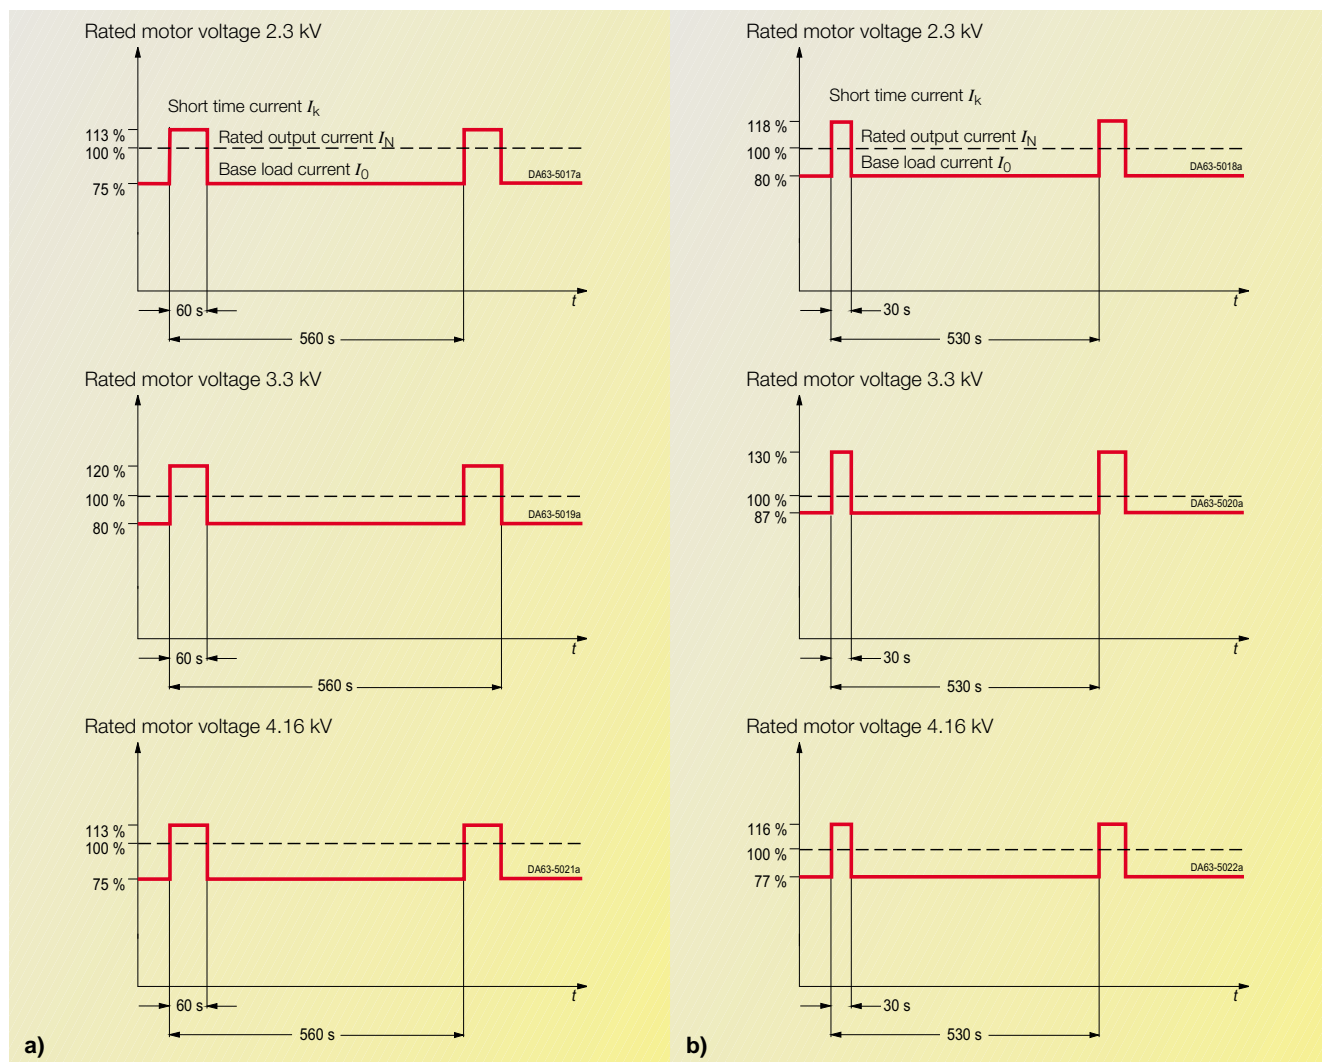 Rated motor voltage 2.3 kV
Short time current Ik
113 %
Rated output current IN
100 %
Base load current I0
DA63-5017a
75 %
t
60 s
560 s
Rated motor voltage 3.3 kV
120 %
100 %
DA63-5019a
80 %
t
60 s
560 s
Rated motor voltage 4.16 kV
113 %
100 %
DA63-5021a
75 %
t
60 s
560 s
a)
Rated motor voltage 2.3 kV
Short time current Ik
118 %
Rated output current IN
100 %
Base load current I0
DA63-5018a
80 %
t
30 s
530 s
Rated motor voltage 3.3 kV
130 %
100 %
DA63-5020a
87 %
t
30 s
530 s
Rated motor voltage 4.16 kV
116 %
100 %
DA63-5022a
77 %
t
30 s
530 s
b)